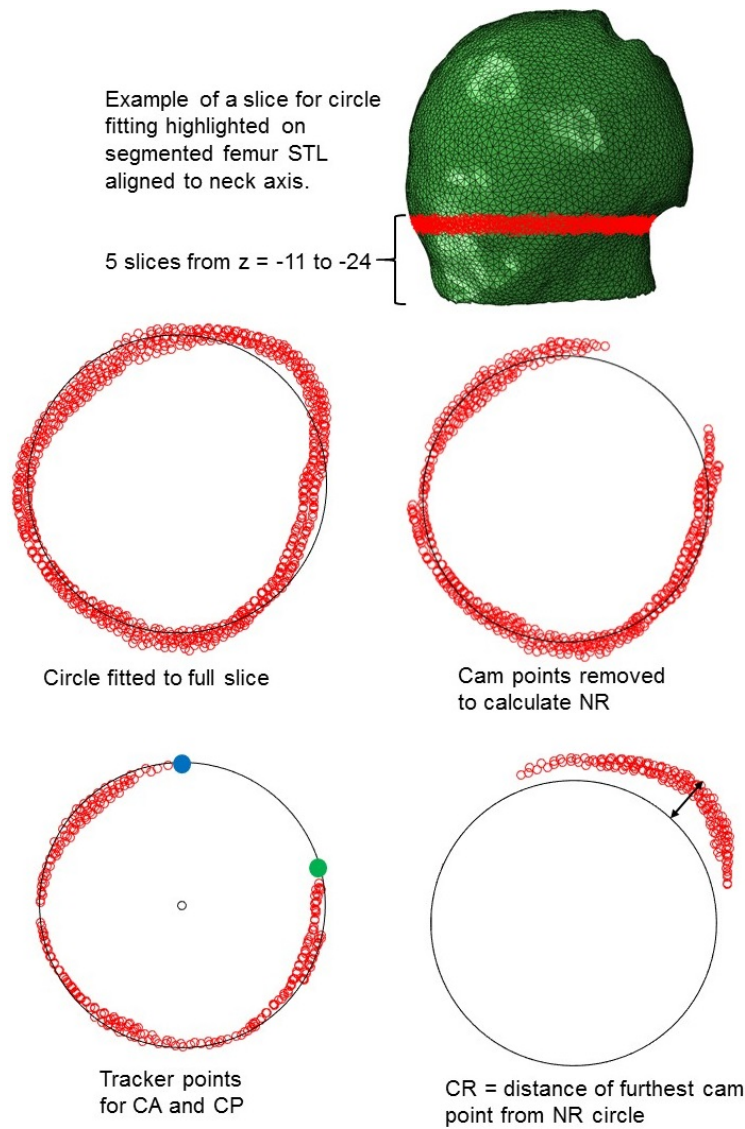 Example of a slice for circle
fitting highlighted on
segmented femur STL
aligned to neck axis.
5 slices from z = -11 to -24
Circle fitted to full slice
Cam points removed
to calculate NR
Tracker points
for CA and CP
CR = distance of furthest cam
point from NR circle